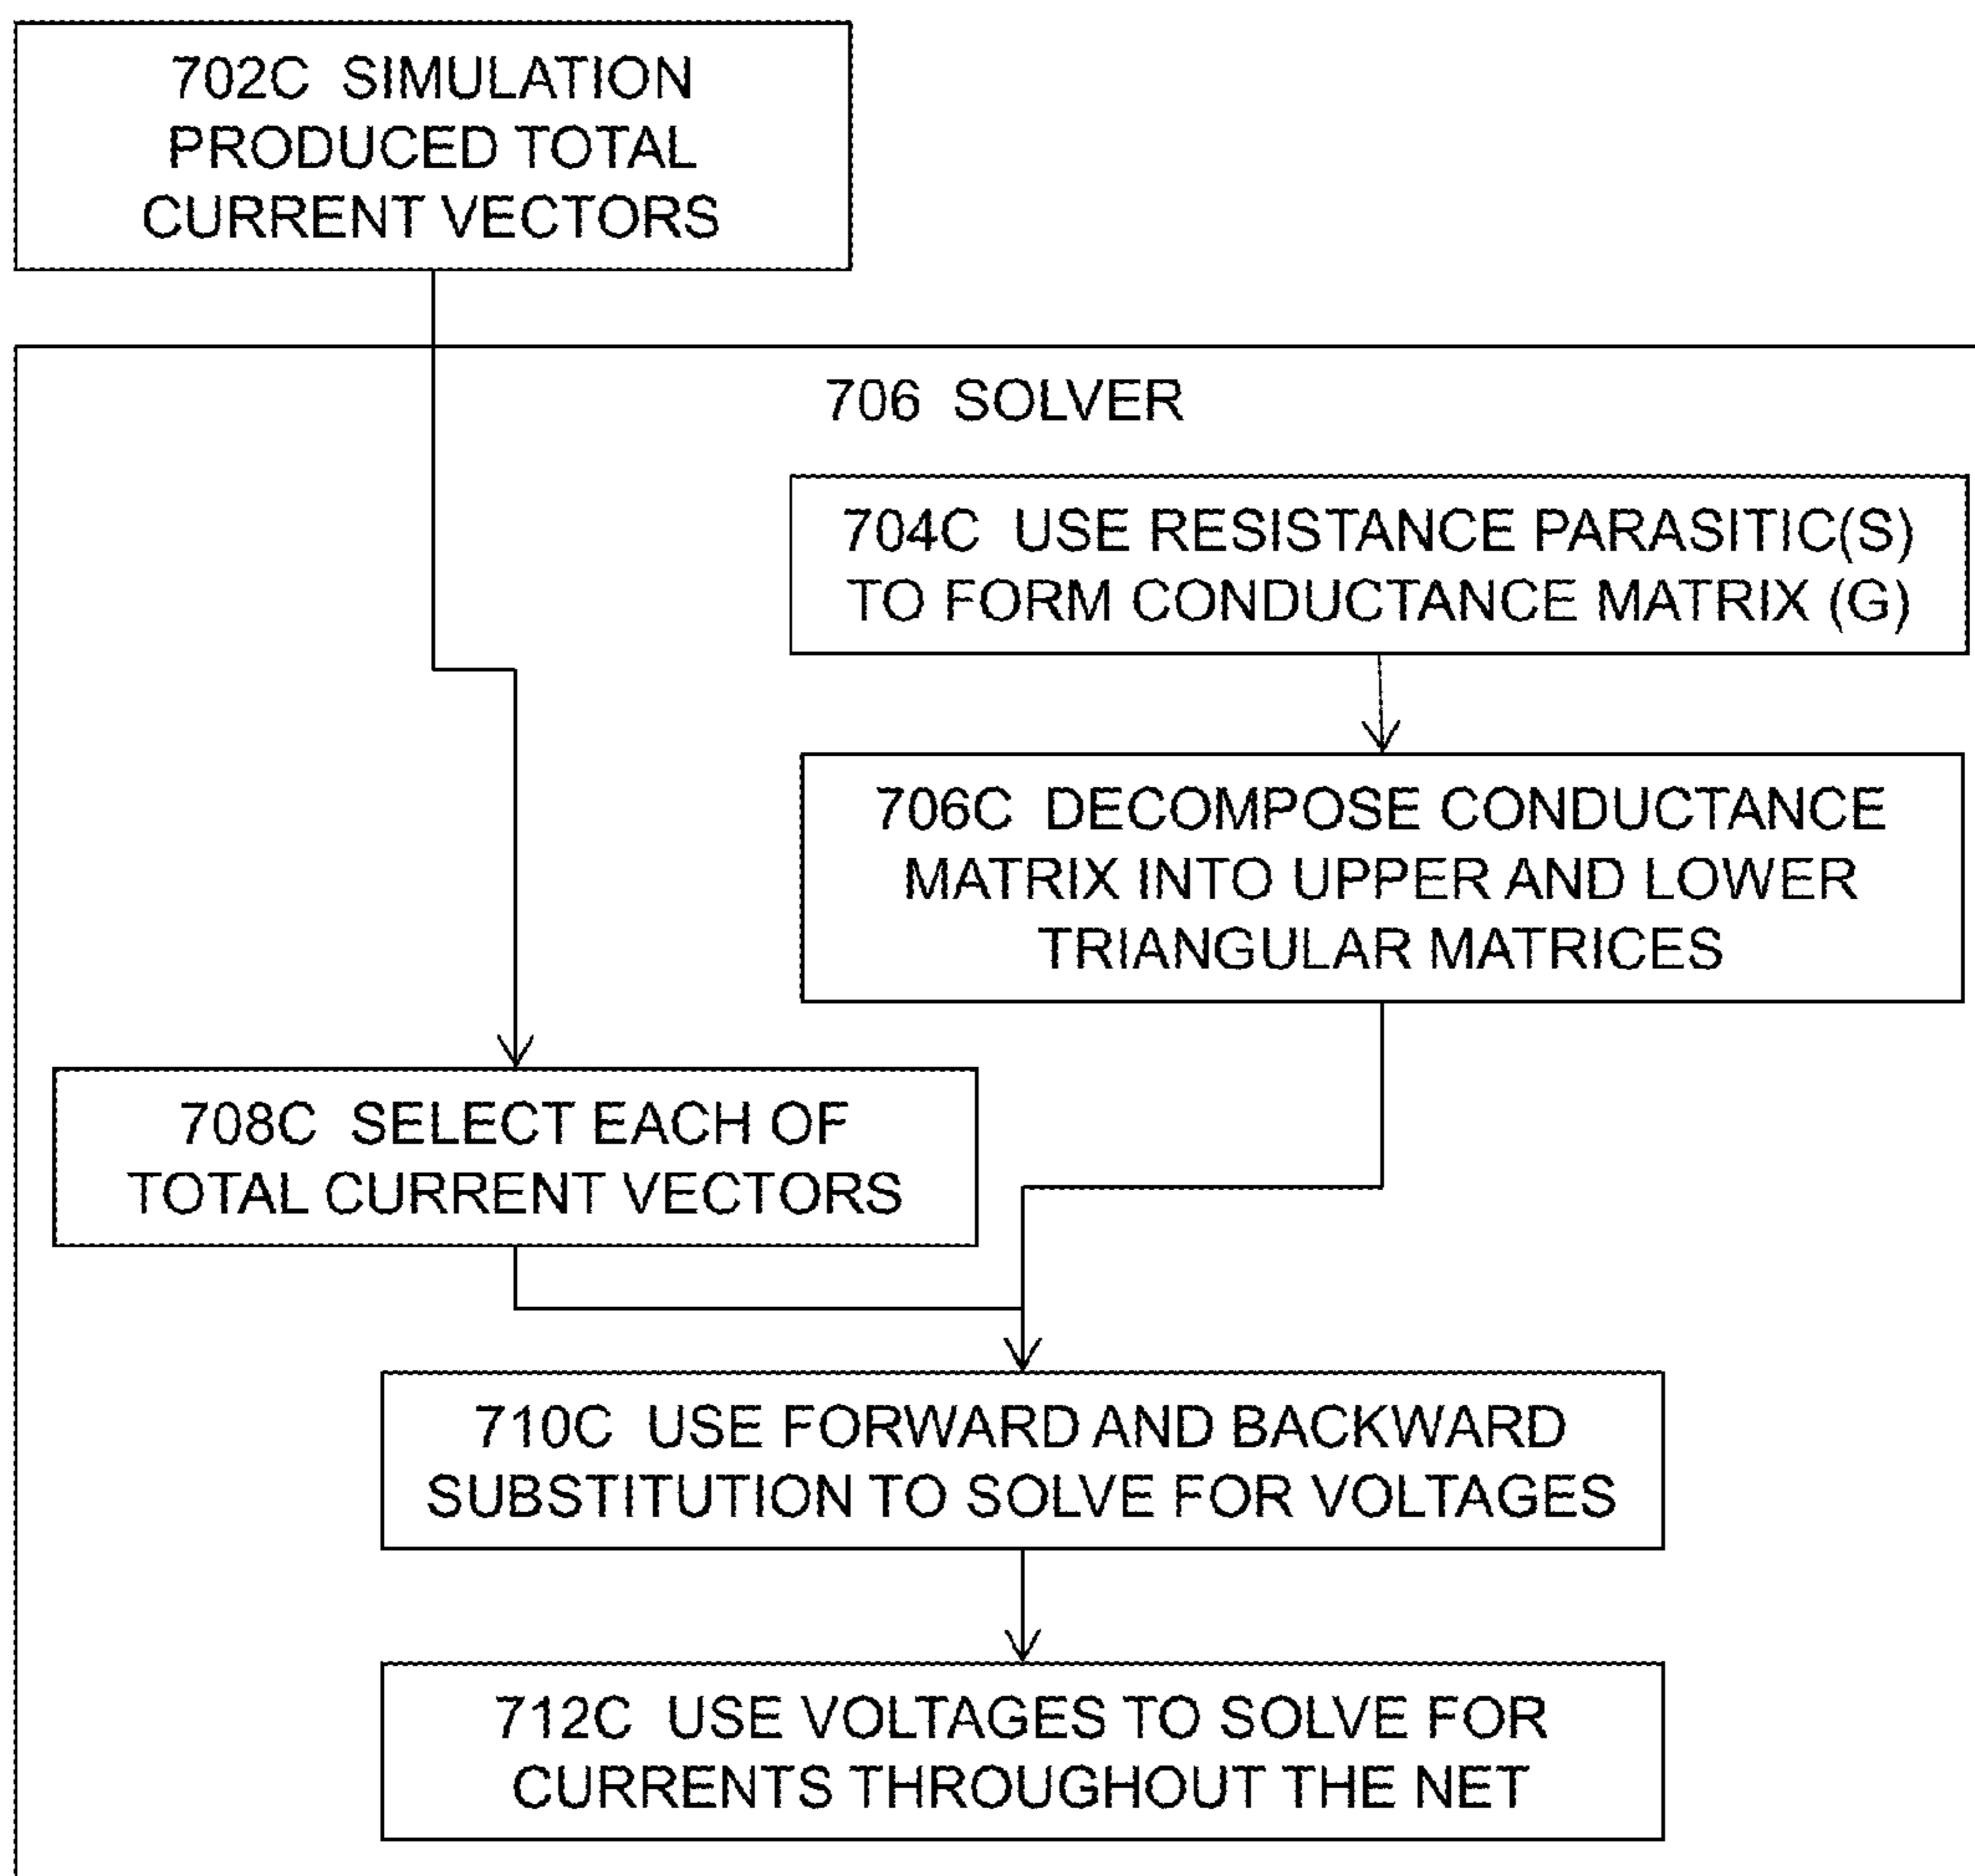 702C SIMULATION
PRODUCED TOTAL
CURRENT VECTORS
706 SOLVER
704C USE RESISTANCE PARASITIC(S)
TO FORM CONDUCTANCE MATRIX (G)
706C DECOMPOSE CONDUCTANCE
MATRIX INTO UPPER AND LOWER
TRIANGULAR MATRICES
708C SELECT EACH OF
TOTAL CURRENT VECTORS
710C USE FORWARD AND BACKWARD
SUBSTITUTION TO SOLVE FOR VOLTAGES
712C USE VOLTAGES TO SOLVE FOR
CURRENTS THROUGHOUT THE NET